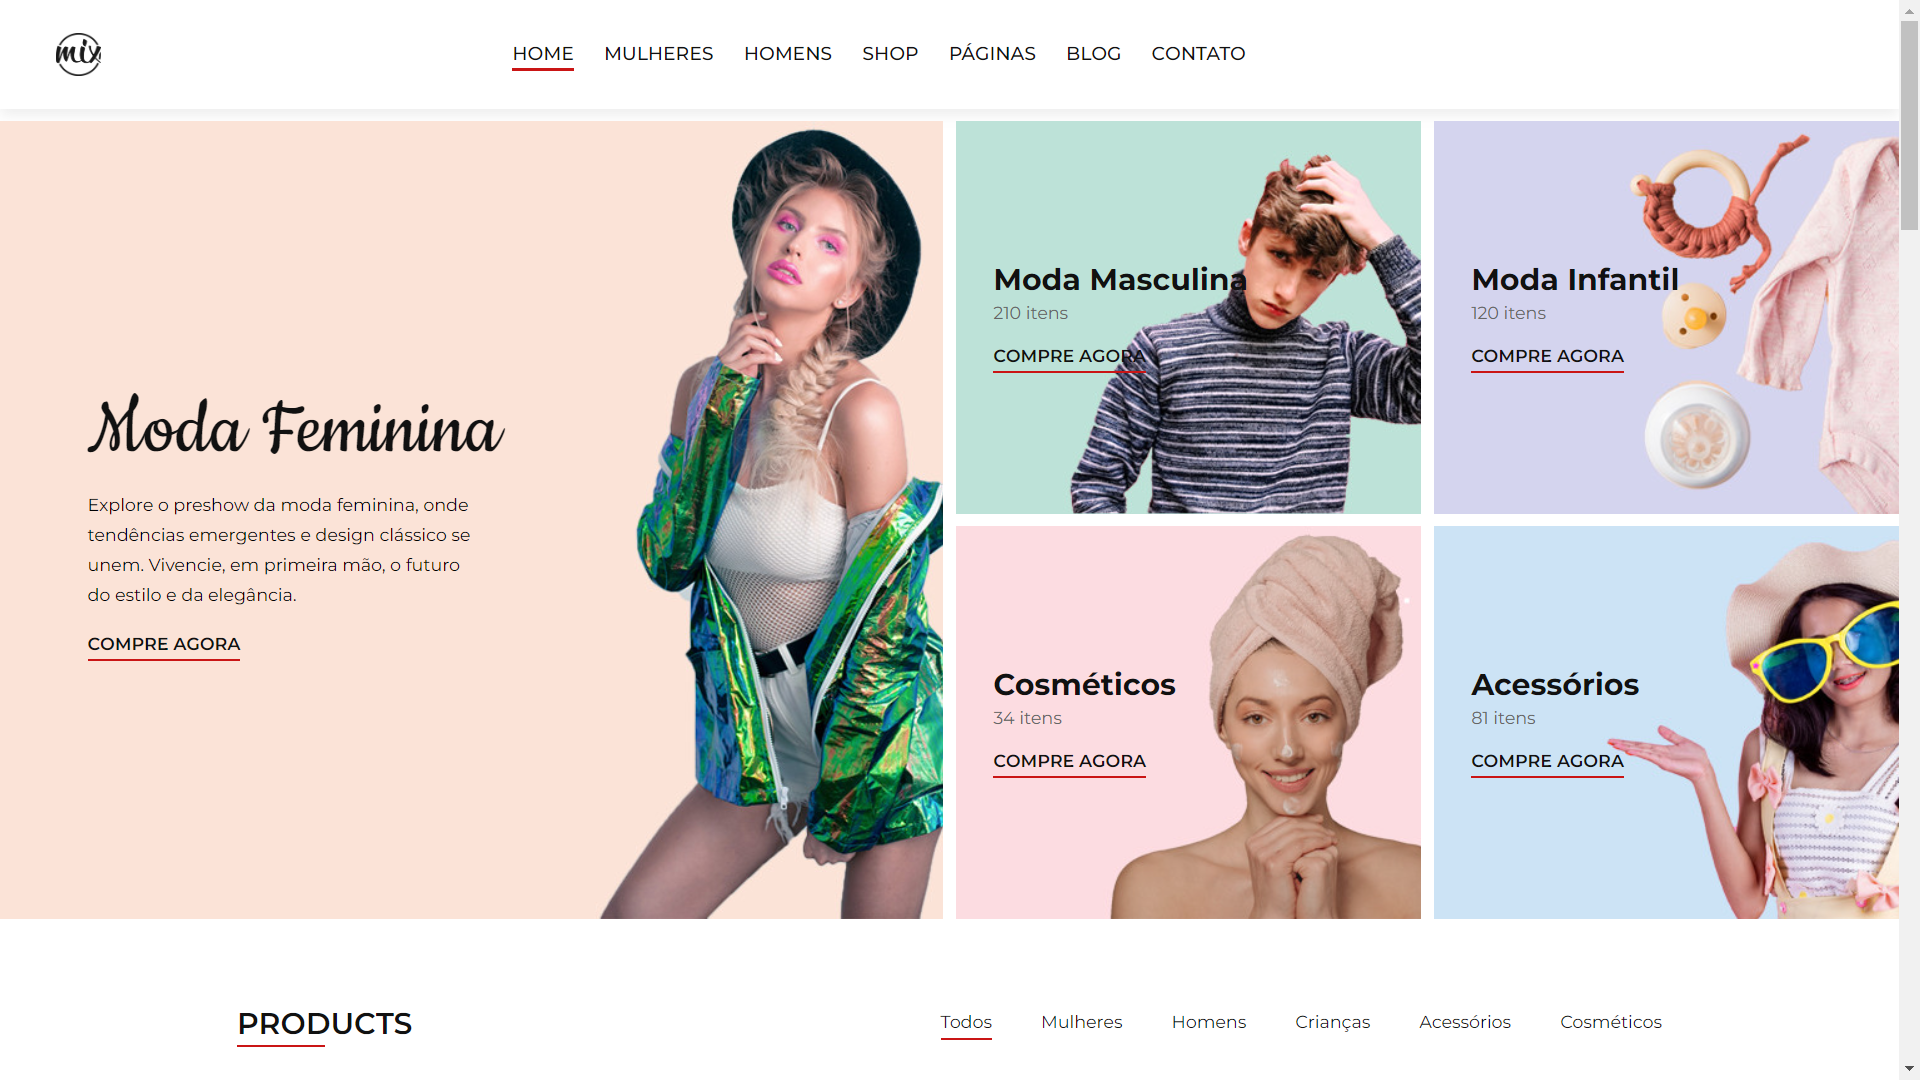 mix
HOME MULHERES HOMENS SHOP PÁGINAS BLOG CONTATO
Moda Feminina
Explore o preshow da moda feminina, onde
tendências emergentes e design clássico se
unem. Vivencie, em primeira mão, o futuro
do estilo e da elegância.
COMPRE AGORA
Moda Masculina
210 itens
COMPRE AGORA
Moda Infantil
120 itens
COMPRE AGORA
Cosméticos
34 itens
COMPRE AGORA
Acessórios
81 itens
COMPRE AGORA
PRODUCTS
Todos Mulheres Homens Crianças Acessórios Cosméticos